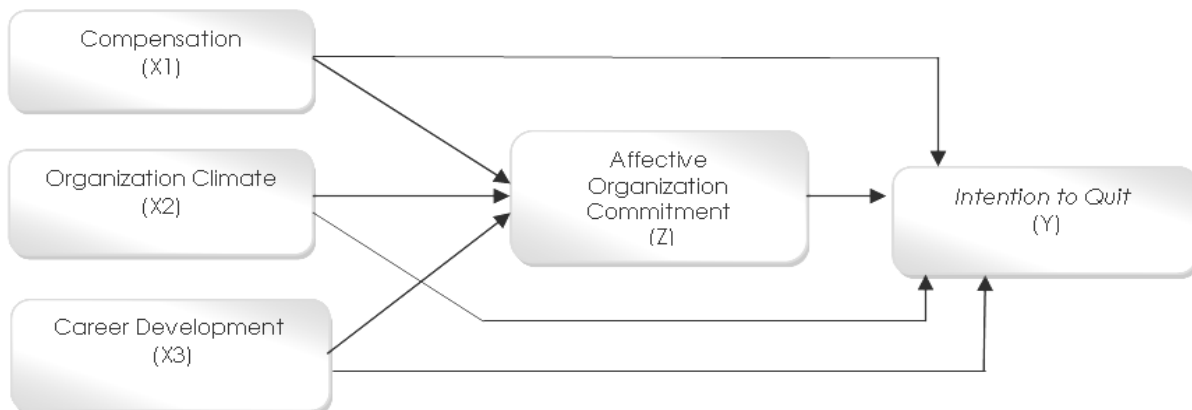 Compensation
(X1)
Organization Climate
(X2)
Career Development
(X3)
Affective
Organization
Commitment
(Z)
Intention to Quit
(Y)